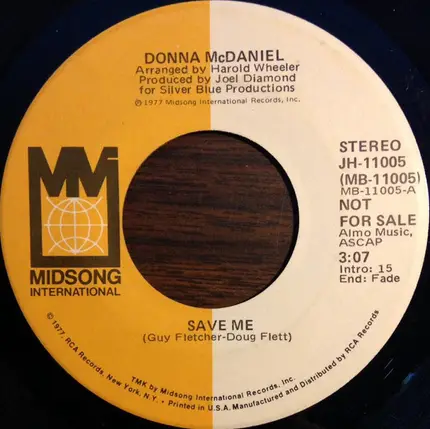 DONNA McDANIEL
Arranged by Harold Wheeler
Produced by Joel Diamond
for Silver Blue Productions
℗ 1977 Midsong International Records, Inc.
STEREO
JH-11005
(MB-11005)
MB-11005-A
NOT
FOR SALE
Almo Music,
ASCAP
3:07
Intro: 15
End: Fade
MM
MIDSONG
INTERNATIONAL
SAVE ME
(Guy Fletcher-Doug Flett)
© 1977, RCA Records, New York, N.Y. • Printed in U.S.A. Manufactured and Distributed by RCA Records
TMK by Midsong International Records, Inc.